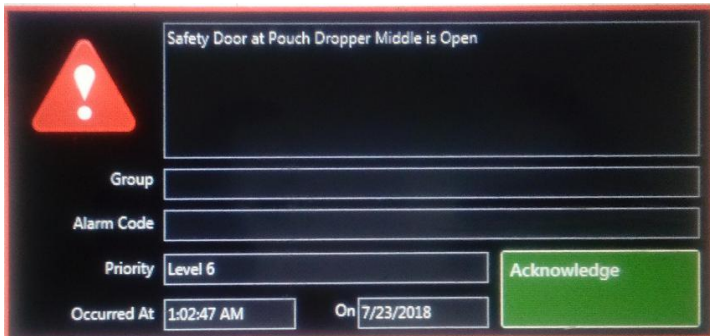 Safety Door at Pouch Dropper Middle is Open
Group
Alarm Code
Priority Level 6
Acknowledge
Occurred At 1:02:47 AM On 7/23/2018